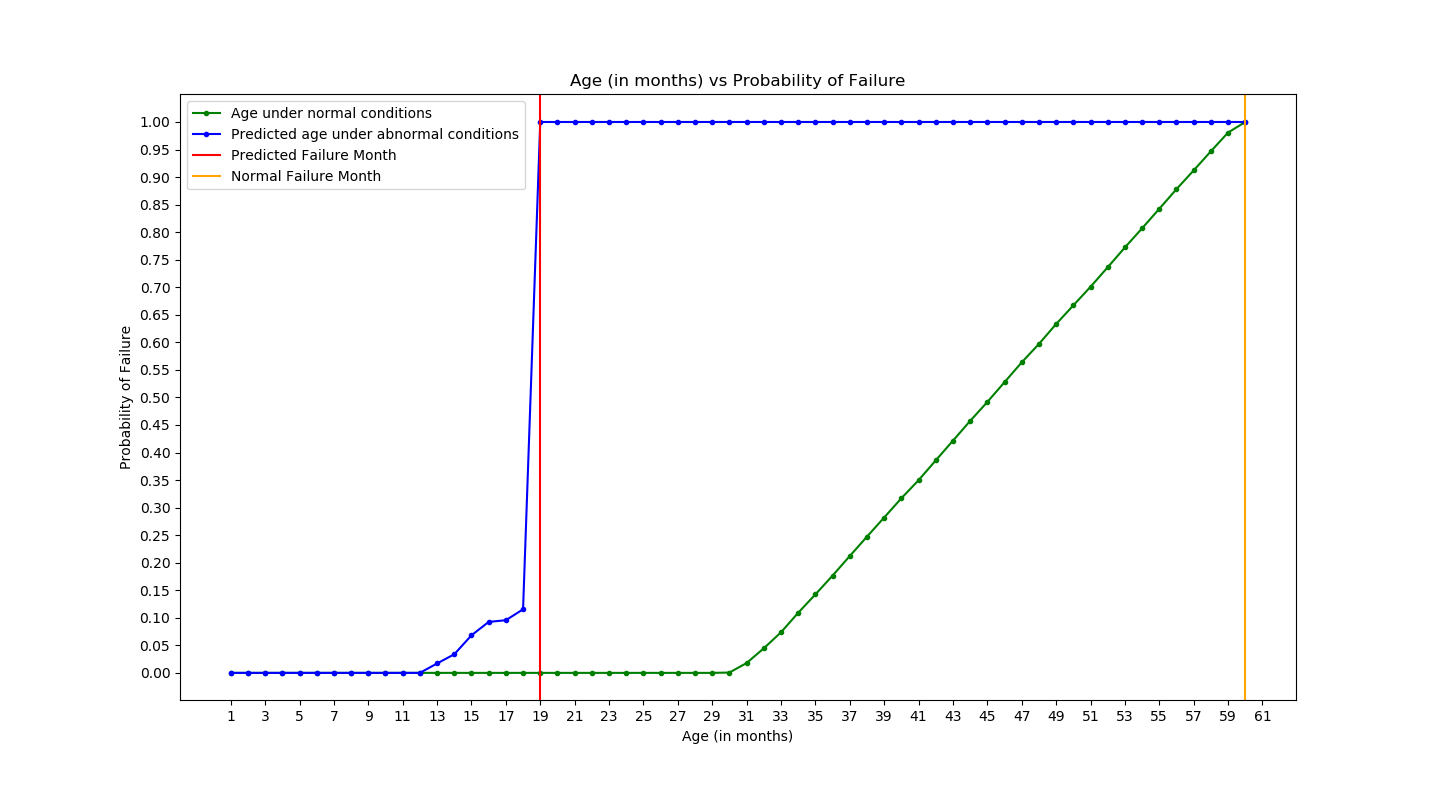 Age (in months) vs Probability of Failure
Age under normal conditions
Predicted age under abnormal conditions
Predicted Failure Month
Normal Failure Month
Probability of Failure
1.00
0.95
0.90
0.85
0.80
0.75
0.70
0.65
0.60
0.55
0.50
0.45
0.40
0.35
0.30
0.25
0.20
0.15
0.10
0.05
0.00
1 3 5 7 9 11 13 15 17 19 21 23 25 27 29 31 33 35 37 39 41 43 45 47 49 51 53 55 57 59 61
Age (in months)